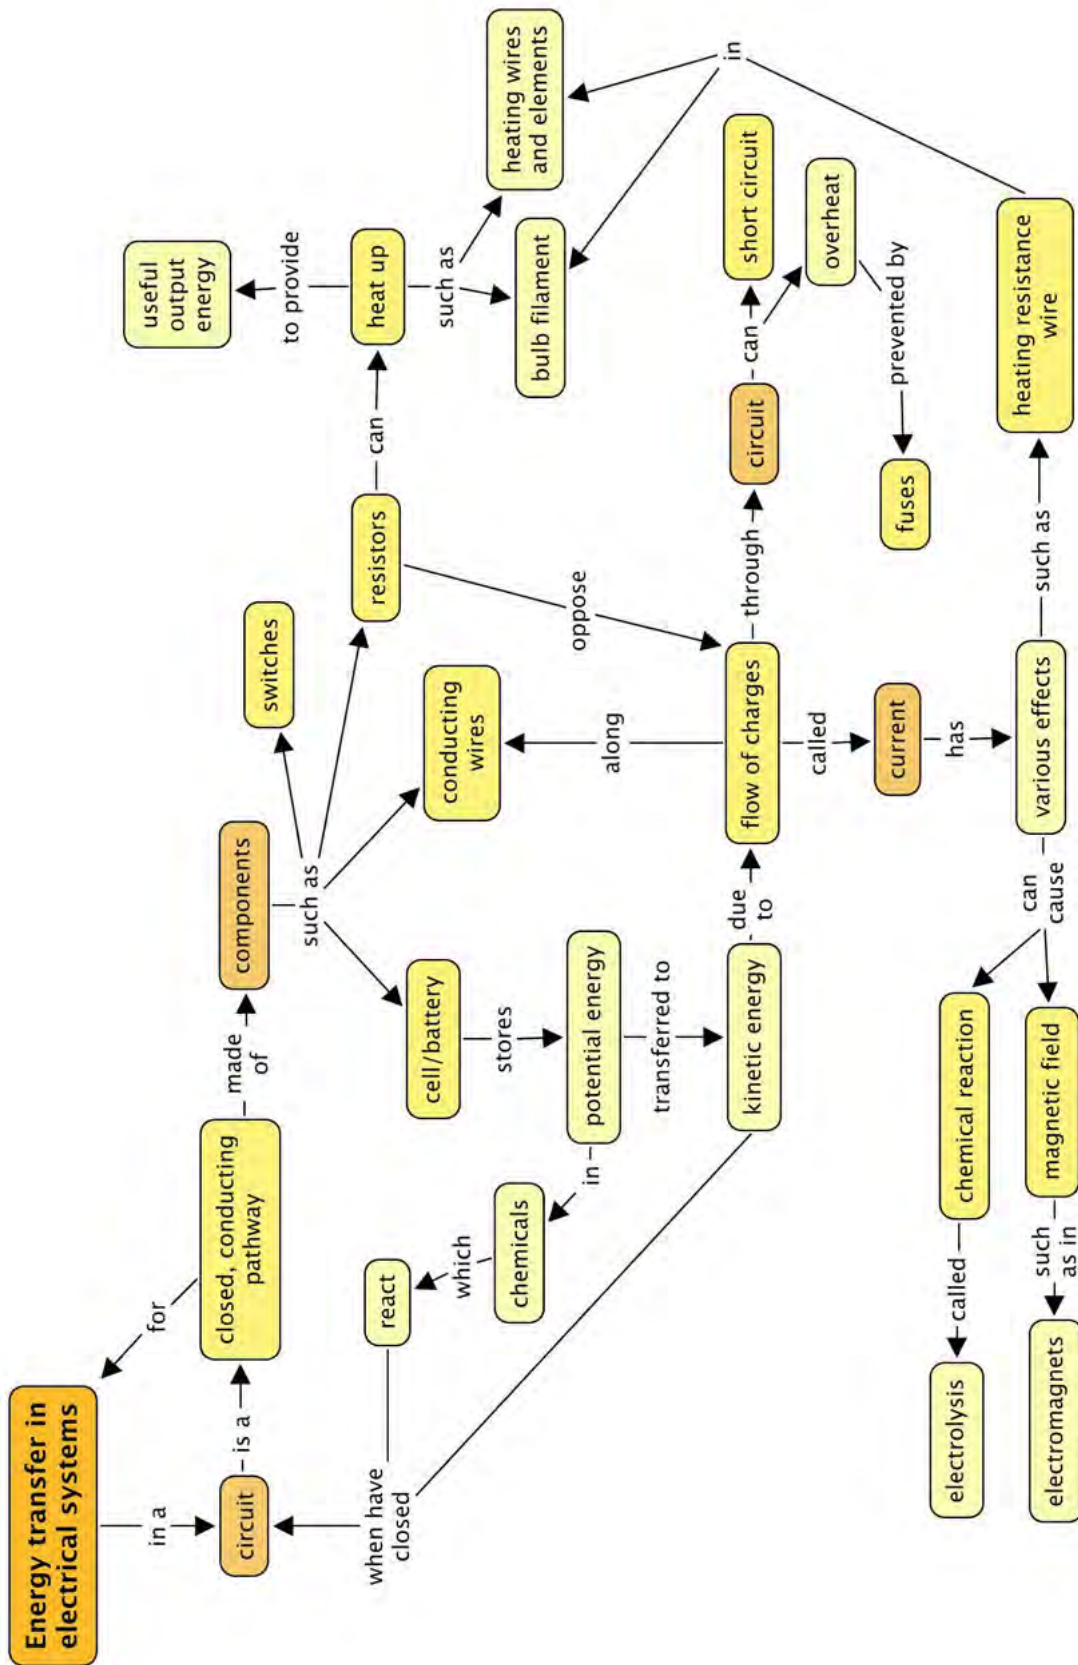 Energy transfer in
electrical systems
in a
for
circuit
is a
closed, conducting
pathway
made
of
components
such as
switches
resistors
conducting
wires
cell/battery
can
heat up
to provide
useful
output
energy
such as
bulb filament
heating wires
and elements
in
oppose
along
stores
potential energy
in
chemicals
which
react
when have
closed
transferred to
kinetic energy
due
to
flow of charges
through
circuit
can
short circuit
overheat
prevented by
fuses
called
current
has
various effects
such as
heating resistance
wire
can
cause
chemical reaction
called
electrolysis
magnetic field
such
as in
electromagnets